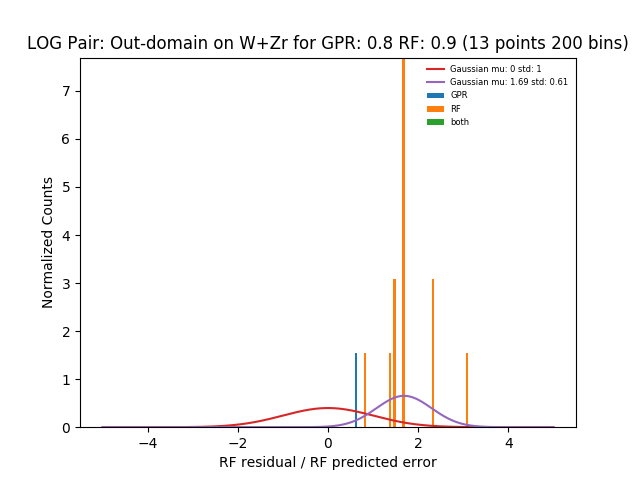 LOG Pair: Out-domain on W+Zr for GPR: 0.8 RF: 0.9 (13 points 200 bins)
Gaussian mu: 0 std: 1
Gaussian mu: 1.69 std: 0.61
GPR
RF
both
Normalized Counts
7
6
5
4
3
2
1
0
−4
−2
0
2
4
RF residual / RF predicted error